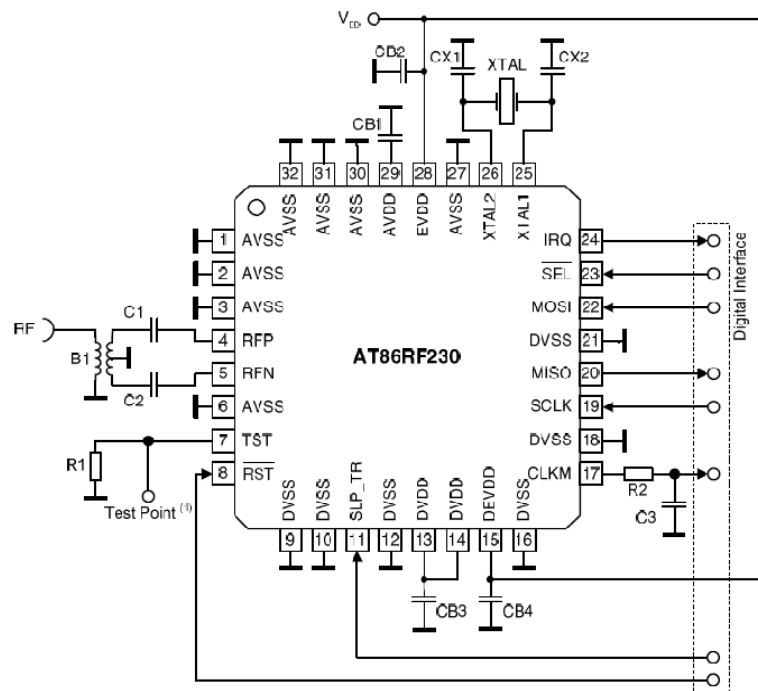 V_DD
CB2
CX1
XTAL
CX2
CB1
32 31 30 29 28 27 26 25
AVSS AVSS AVSS AVDD EVDD AVSS XTAL2 XTAL1
1 AVSS
2 AVSS
3 AVSS
4 RFP
5 RFN
6 AVSS
7 TST
8 RST
IRQ 24
SEL 23
MOSI 22
DVSS 21
MISO 20
SCLK 19
DVSS 18
CLKM 17
AT86RF230
RF
B1
C1
C2
R1
Test Point (1)
R2
C3
Digital Interface
DVSS DVSS SLP_TR DVSS DVDD DVDD DEVDD DVSS
9 10 11 12 13 14 15 16
CB3
CB4